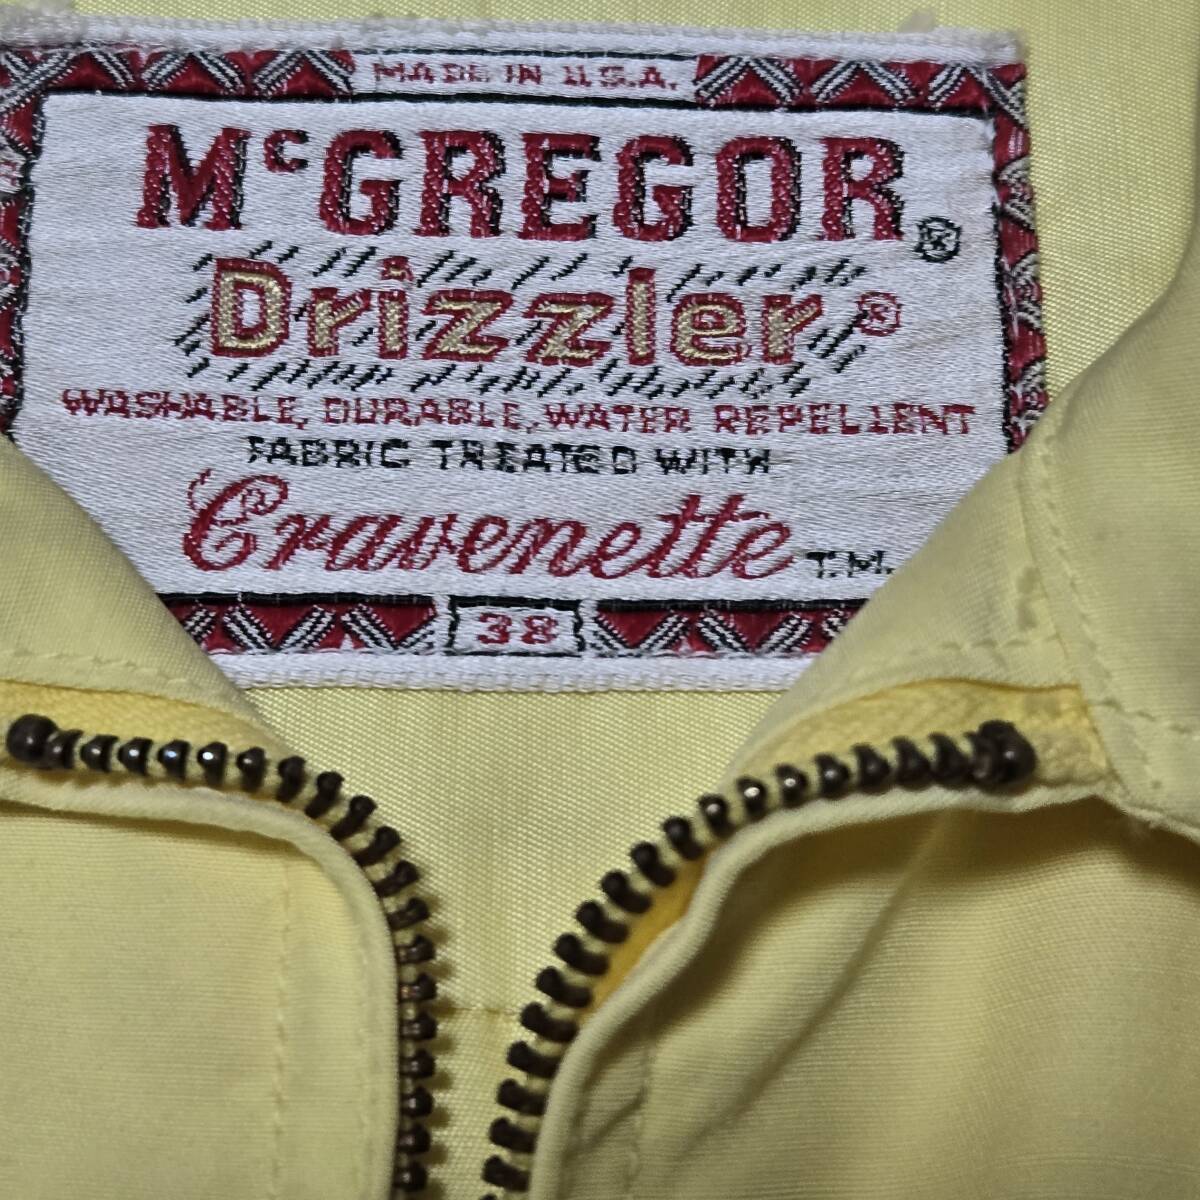 MADE IN U.S.A.
McGREGOR®
Drizzler®
WASHABLE, DURABLE, WATER REPELLENT
FABRIC TREATED WITH
Cravenette T.M.
38